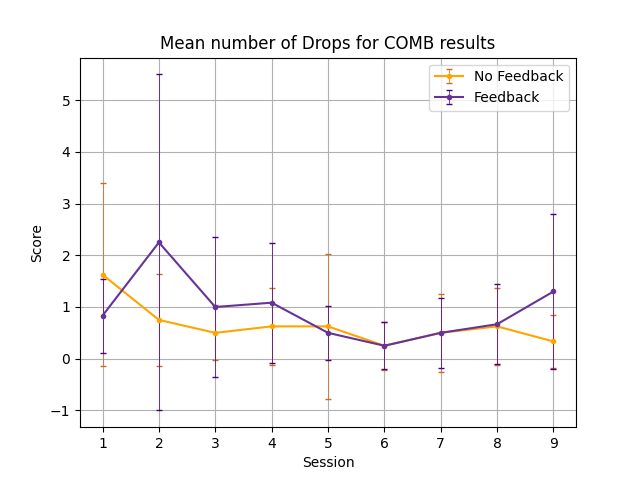 Mean number of Drops for COMB results
No Feedback
Feedback
5
4
3
2
1
0
−1
Score
1 2 3 4 5 6 7 8 9
Session